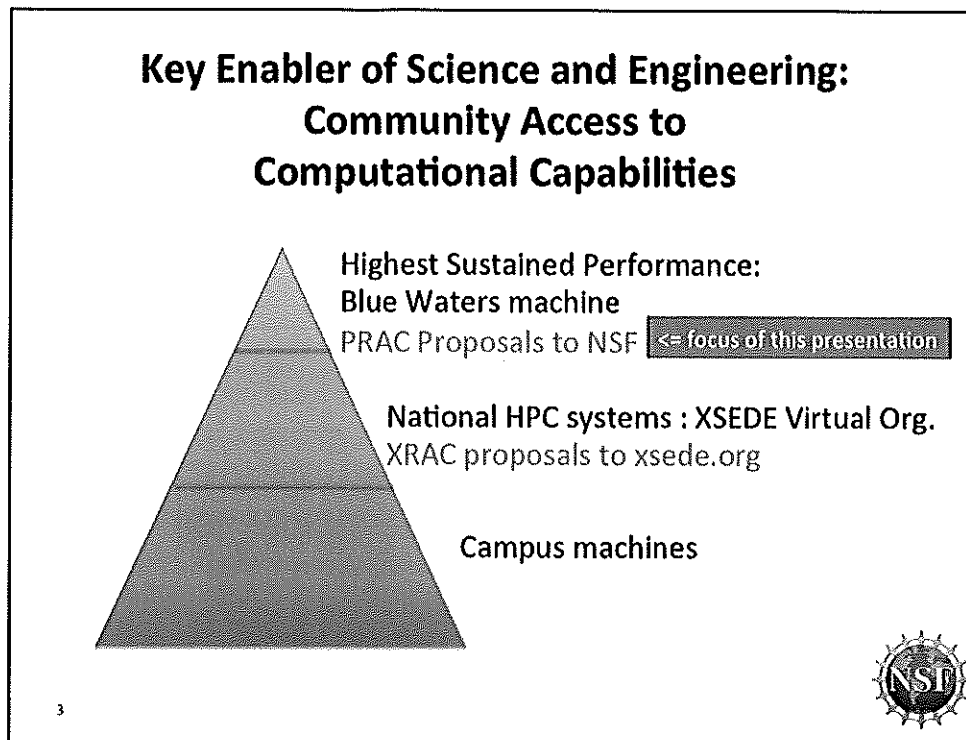 Key Enabler of Science and Engineering:
Community Access to
Computational Capabilities
Highest Sustained Performance:
Blue Waters machine
PRAC Proposals to NSF
<= focus of this presentation
National HPC systems : XSEDE Virtual Org.
XRAC proposals to xsede.org
Campus machines
3
NSF